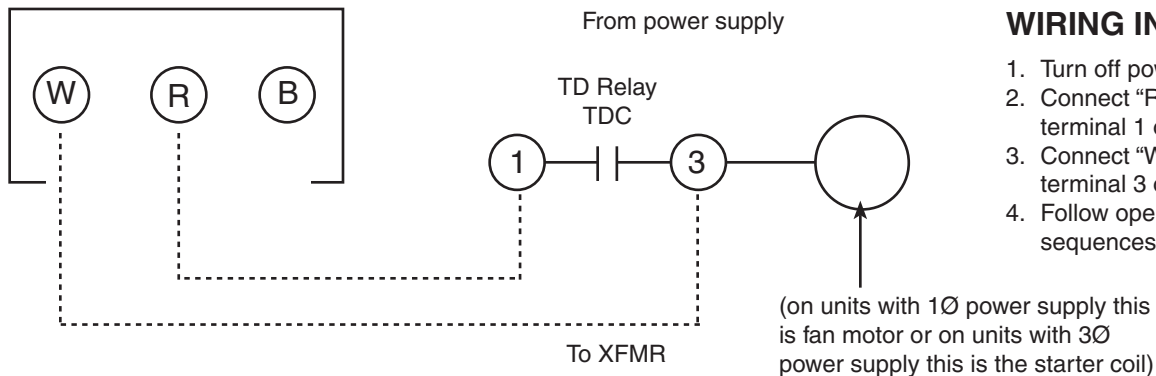 From power supply
W
R
B
TD Relay
TDC
1
3
To XFMR
(on units with 1Ø power supply this
is fan motor or on units with 3Ø
power supply this is the starter coil)
WIRING IN
1. Turn off pow
2. Connect “R
terminal 1 o
3. Connect “W
terminal 3 o
4. Follow ope
sequences